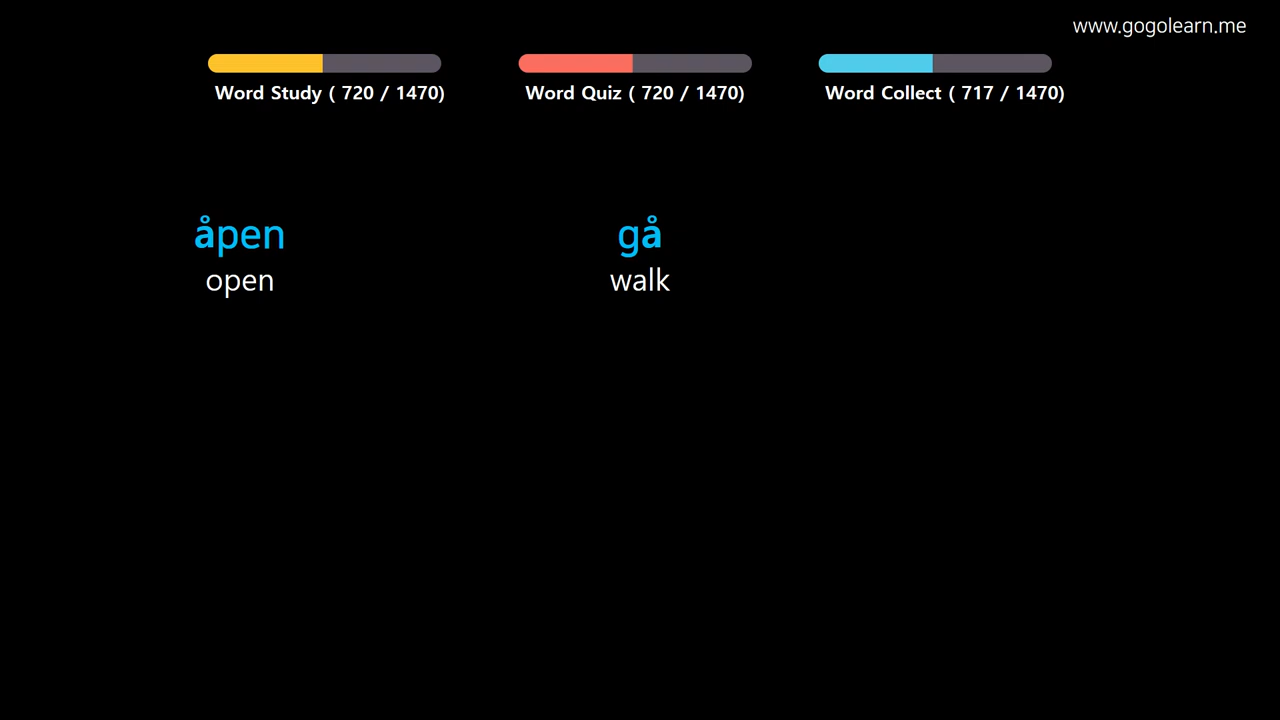 www.gogolearn.me
Word Study ( 720 / 1470)
Word Quiz ( 720 / 1470)
Word Collect ( 717 / 1470)
åpen
open
gå
walk